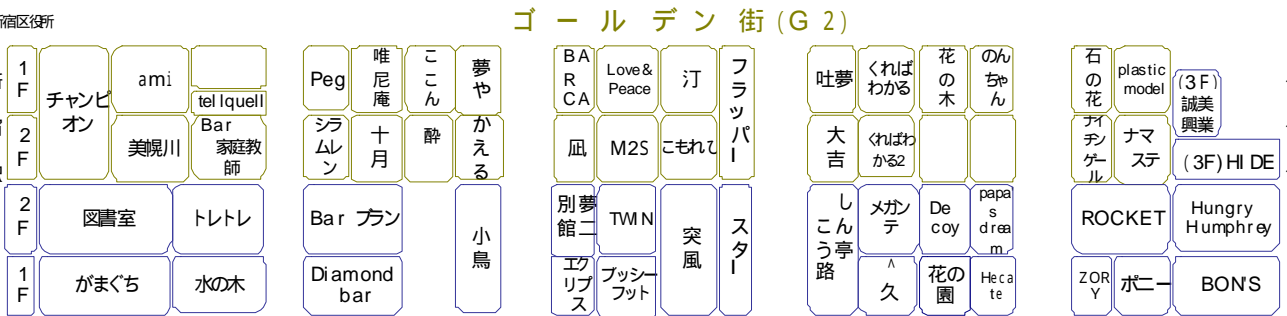 ゴールデン街(G2)
宿区役所
1F
チャンピオン
ami
tellquell
Peg
唯尼庵
ここん
夢や
BARCA
Love&
Peace
汀
フラッパー
吐夢
くれば
わかる
花の木
のんちゃん
石の花
plastic
model
(3F)
誠美
興業
2F
美幌川
Bar
家庭教
師
シラムレン
十月
酔
かえる
凪
M2S
こもれび
大吉
くればわ
かる2
ナイチンゲール
ナマ
ステ
(3F)HIDE
2F
図書室
トレトレ
Bar プラン
小鳥
夢二
別館
TWIN
突風
スター
しん亭
こう路
メガン
テ
De
coy
papa
s
drea
m
ROCKET
Hungry
Humphrey
1F
がまぐち
水の木
Diamond
bar
エクリプス
プッシー
フット
久
花の
園
Heca
te
ZOR
Y
ポニー
BON'S